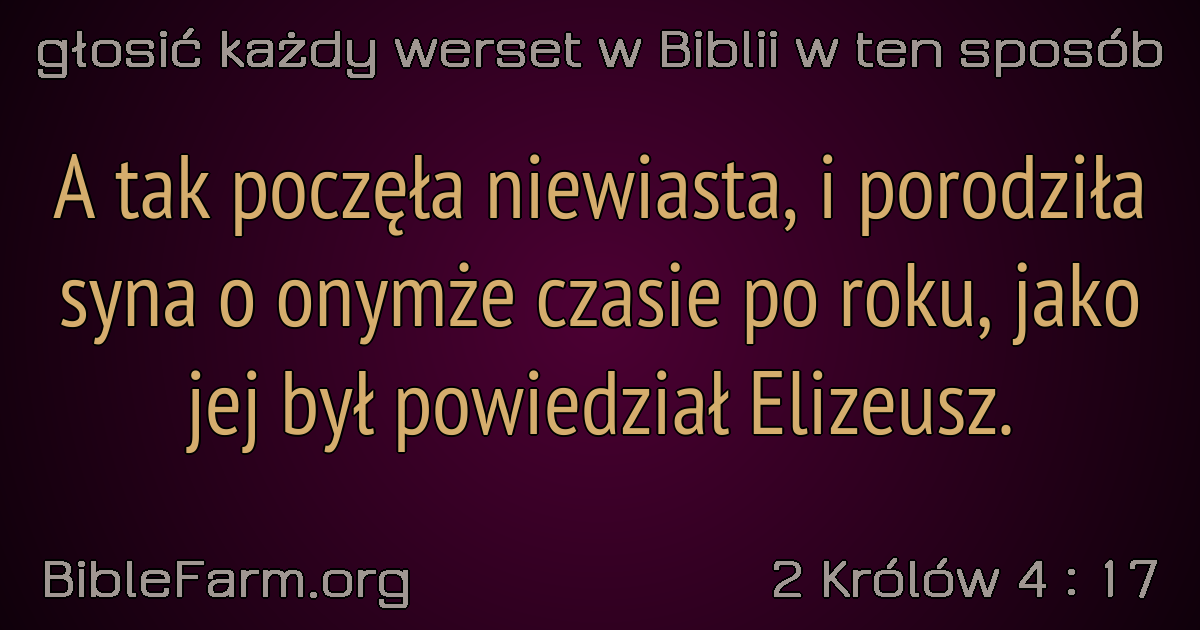 głosić każdy werset w Biblii w ten sposób
A tak poczęła niewiasta, i porodziła
syna o onymże czasie po roku, jako
jej był powiedział Elizeusz.
BibleFarm.org
2 Królów 4 : 17